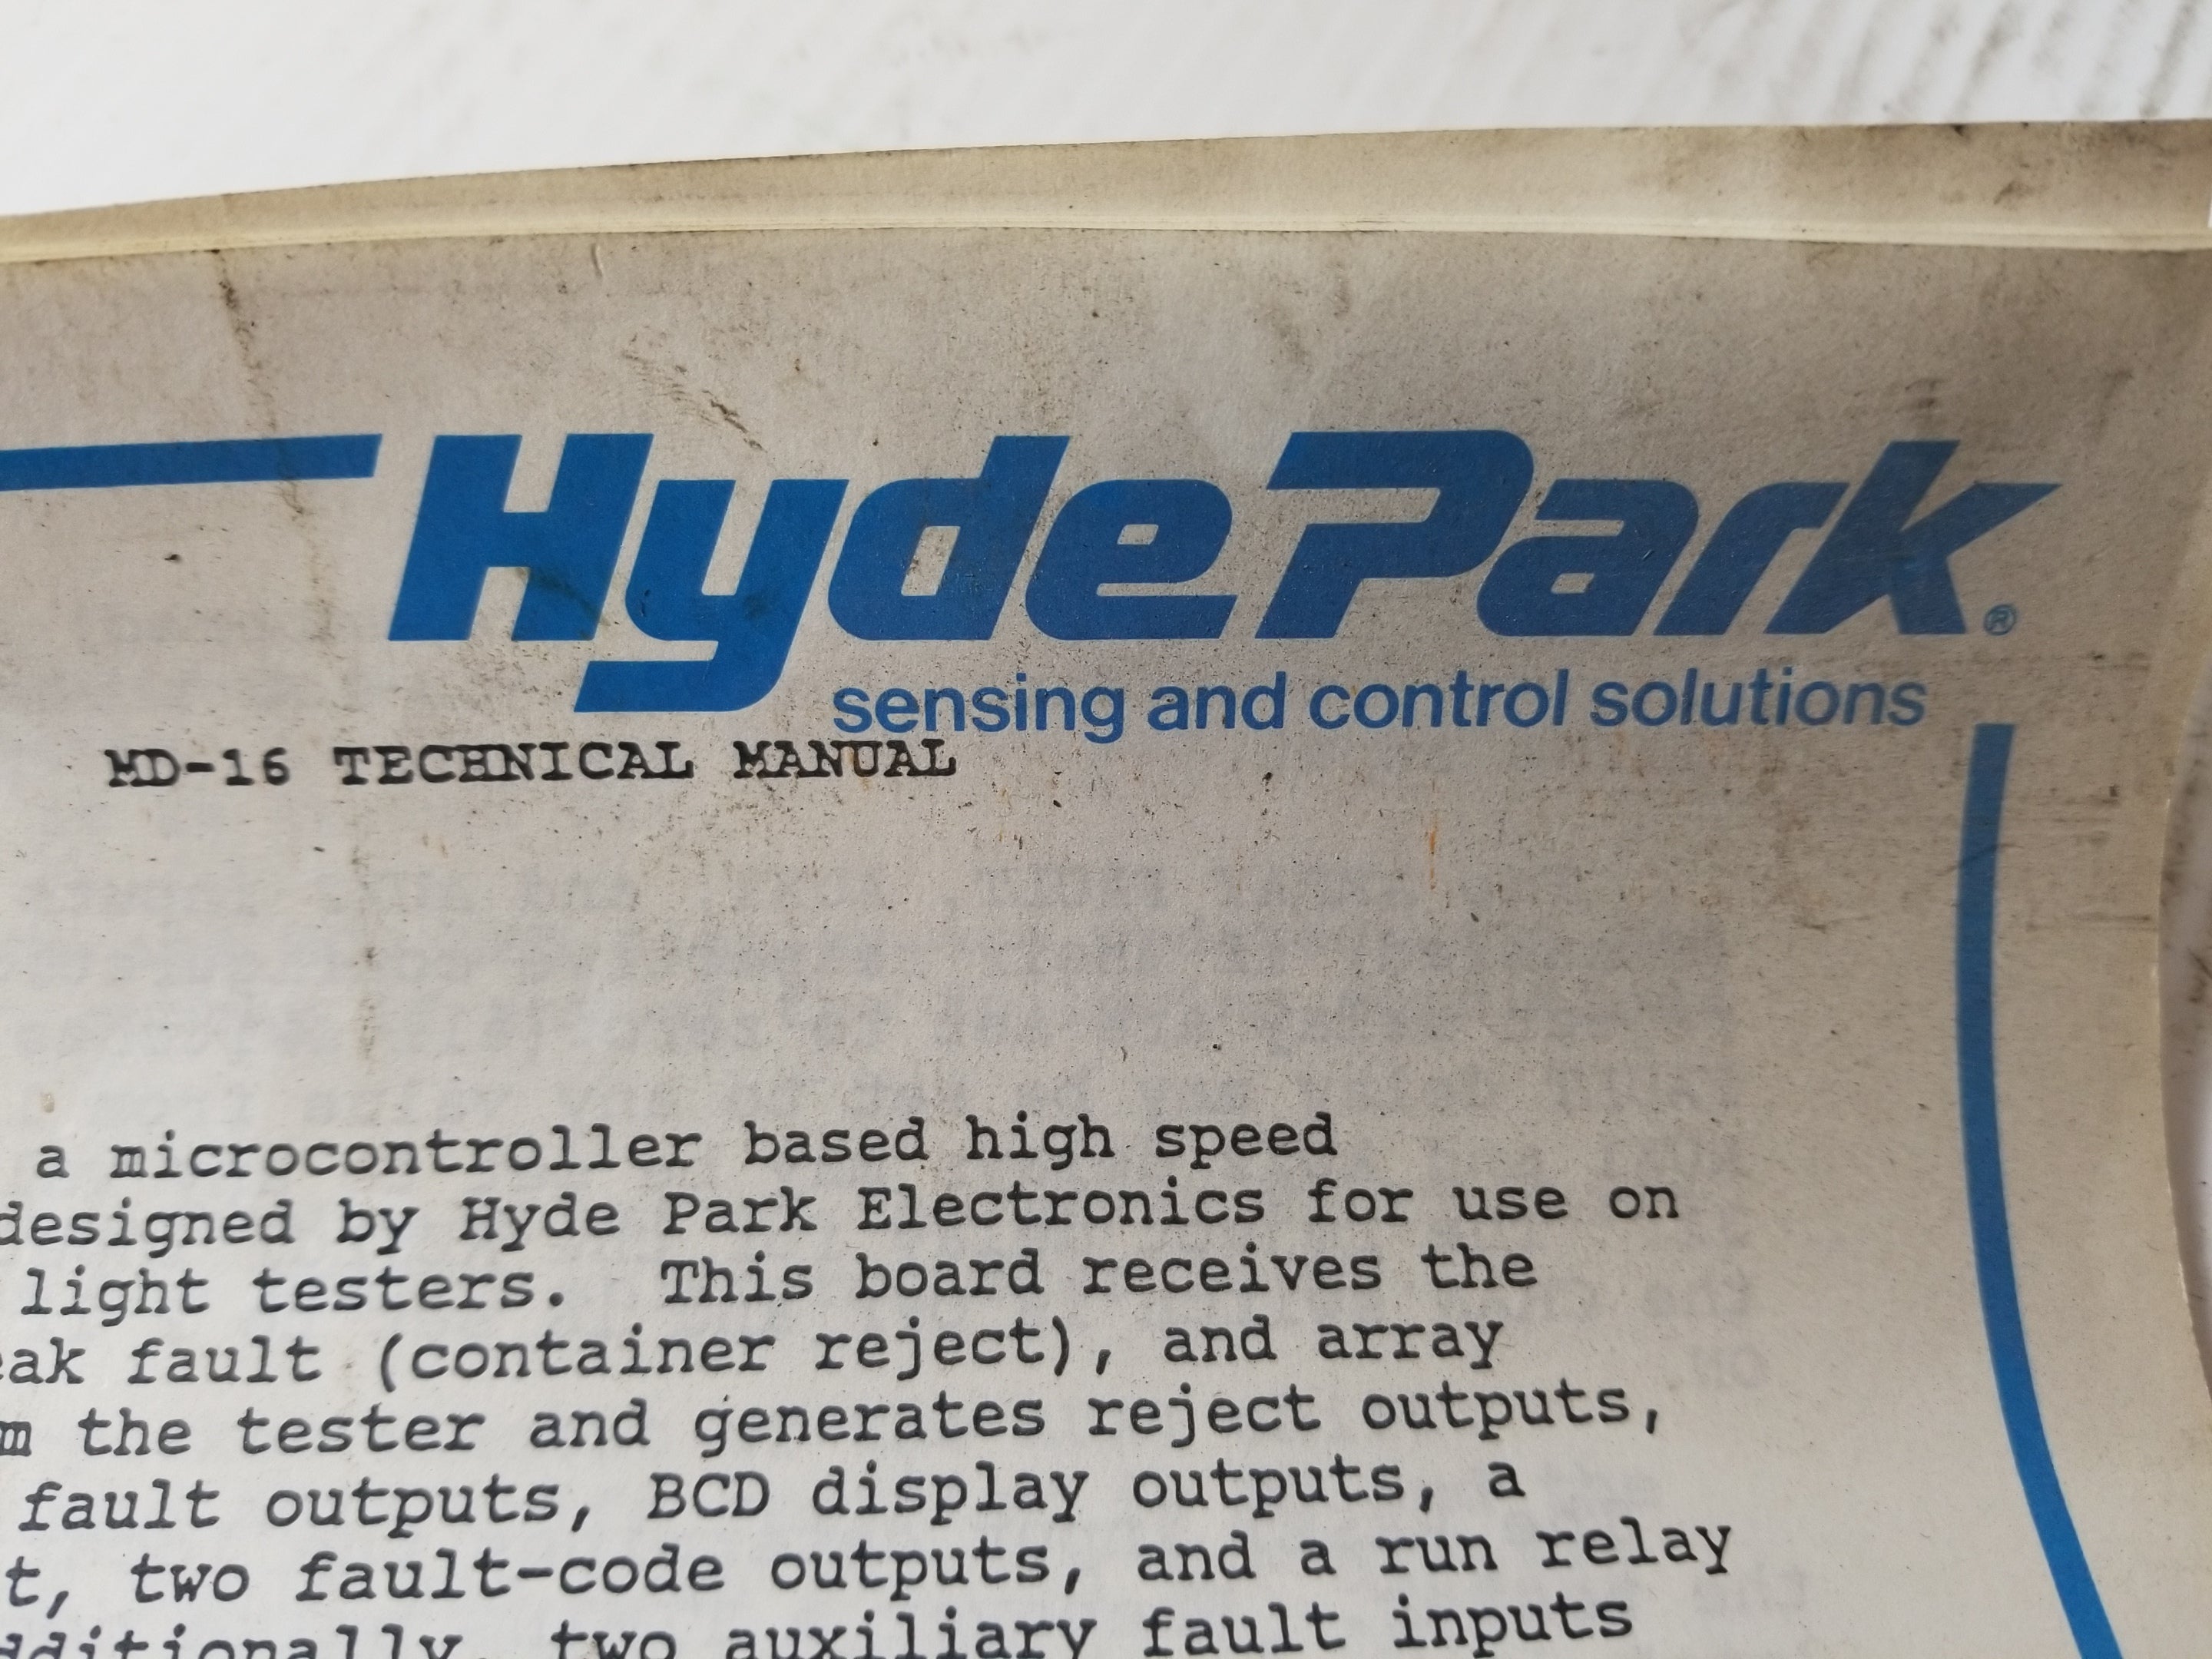 Hyde Park®
sensing and control solutions
MD-16 TECHNICAL MANUAL
a microcontroller based high speed
designed by Hyde Park Electronics for use on
light testers. This board receives the
fault (container reject), and array
the tester and generates reject outputs,
fault outputs, BCD display outputs, a
two fault-code outputs, and a run relay
two auxiliary fault inputs